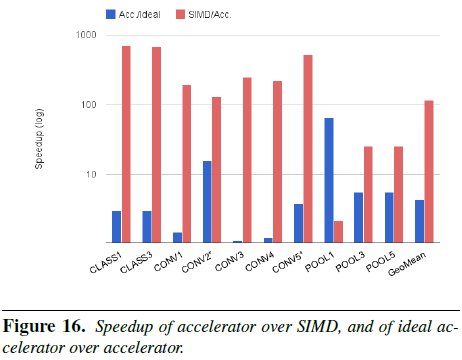 Acc./Ideal SIMD/Acc.
1000
100
10
Speedup (log)
CLASS1 CLASS3 CONV1 CONV2* CONV3 CONV4 CONV5* POOL1 POOL3 POOL5 GeoMean
Figure 16. Speedup of accelerator over SIMD, and of ideal ac-
celerator over accelerator.